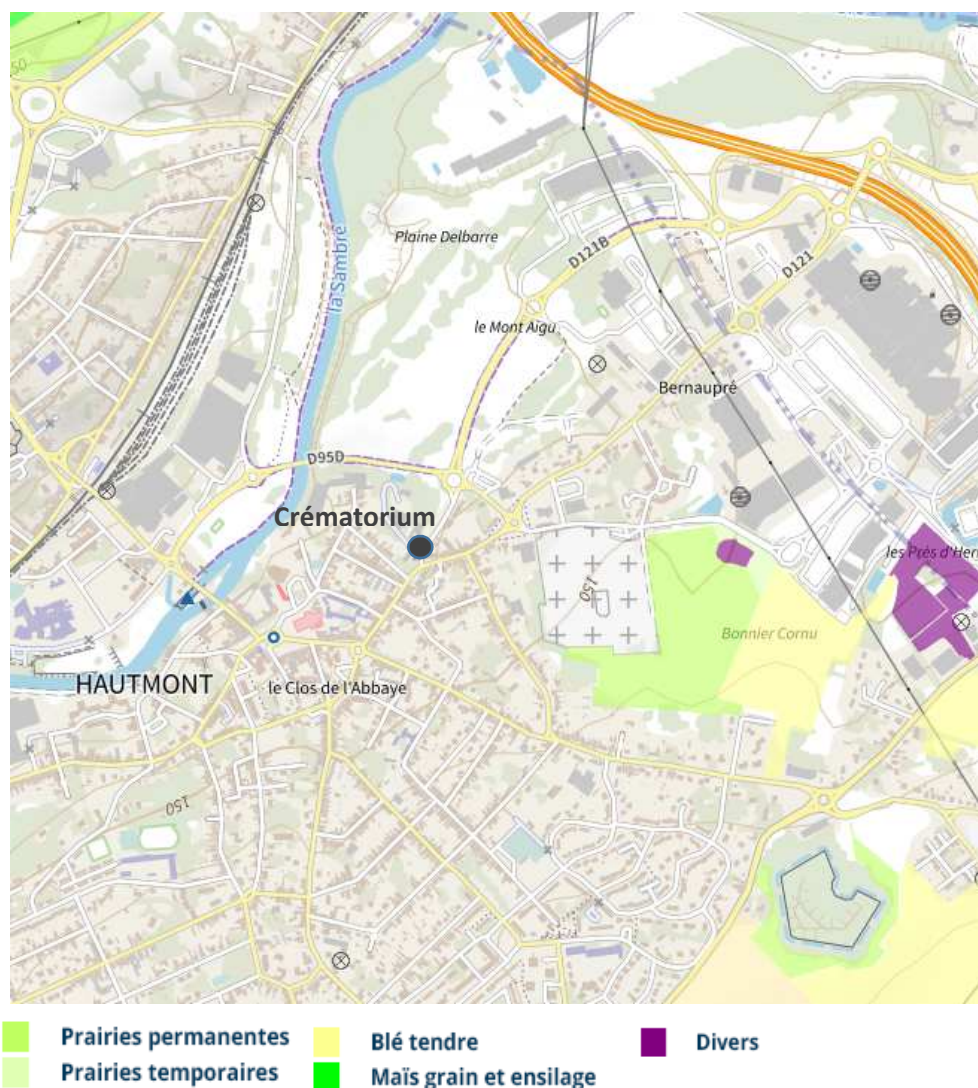 50
la Sambre
Plaine Delbarre
D121B
D121
le Mont Aigu
Bernaupré
D95D
Crématorium
les Prés d'Her
150
Bonnier Cornu
HAUTMONT
le Clos de l'Abbaye
150
Prairies permanentes
Blé tendre
Divers
Prairies temporaires
Maïs grain et ensilage